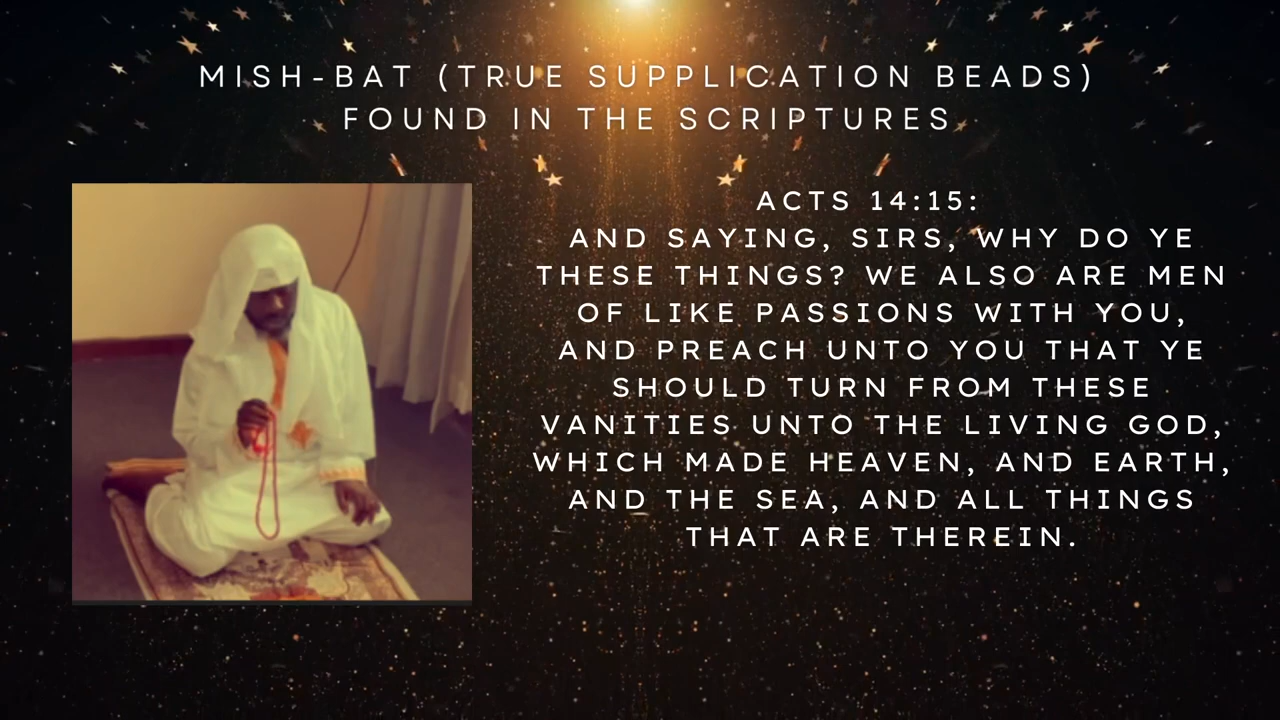 MISH-BAT (TRUE SUPPLICATION BEADS)
FOUND IN THE SCRIPTURES
ACTS 14:15:
AND SAYING, SIRS, WHY DO YE
THESE THINGS? WE ALSO ARE MEN
OF LIKE PASSIONS WITH YOU,
AND PREACH UNTO YOU THAT YE
SHOULD TURN FROM THESE
VANITIES UNTO THE LIVING GOD,
WHICH MADE HEAVEN, AND EARTH,
AND THE SEA, AND ALL THINGS
THAT ARE THEREIN.